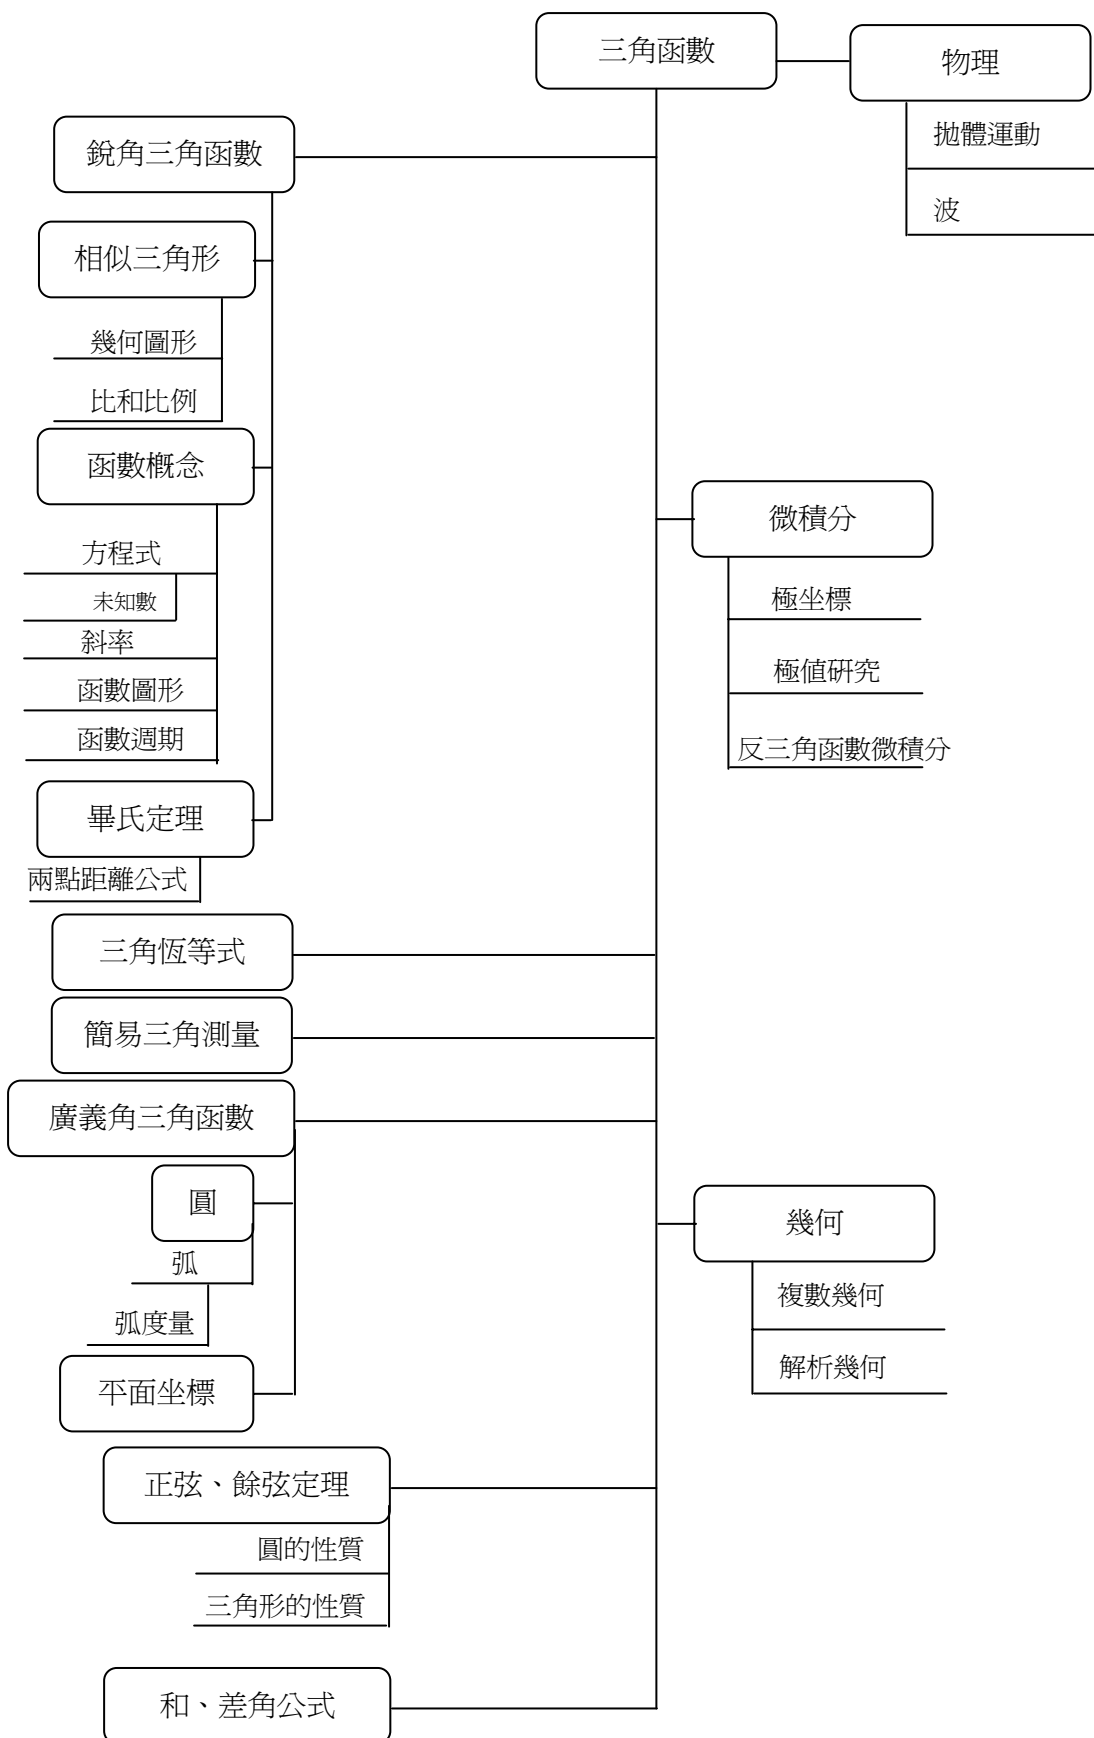 三角函數
物理
拋體運動
波
銳角三角函數
相似三角形
幾何圖形
比和比例
函數概念
方程式
未知數
斜率
函數圖形
函數週期
畢氏定理
兩點距離公式
三角恆等式
簡易三角測量
廣義角三角函數
圓
弧
弧度量
平面坐標
正弦、餘弦定理
圓的性質
三角形的性質
和、差角公式
微積分
極坐標
極值研究
反三角函數微積分
幾何
複數幾何
解析幾何